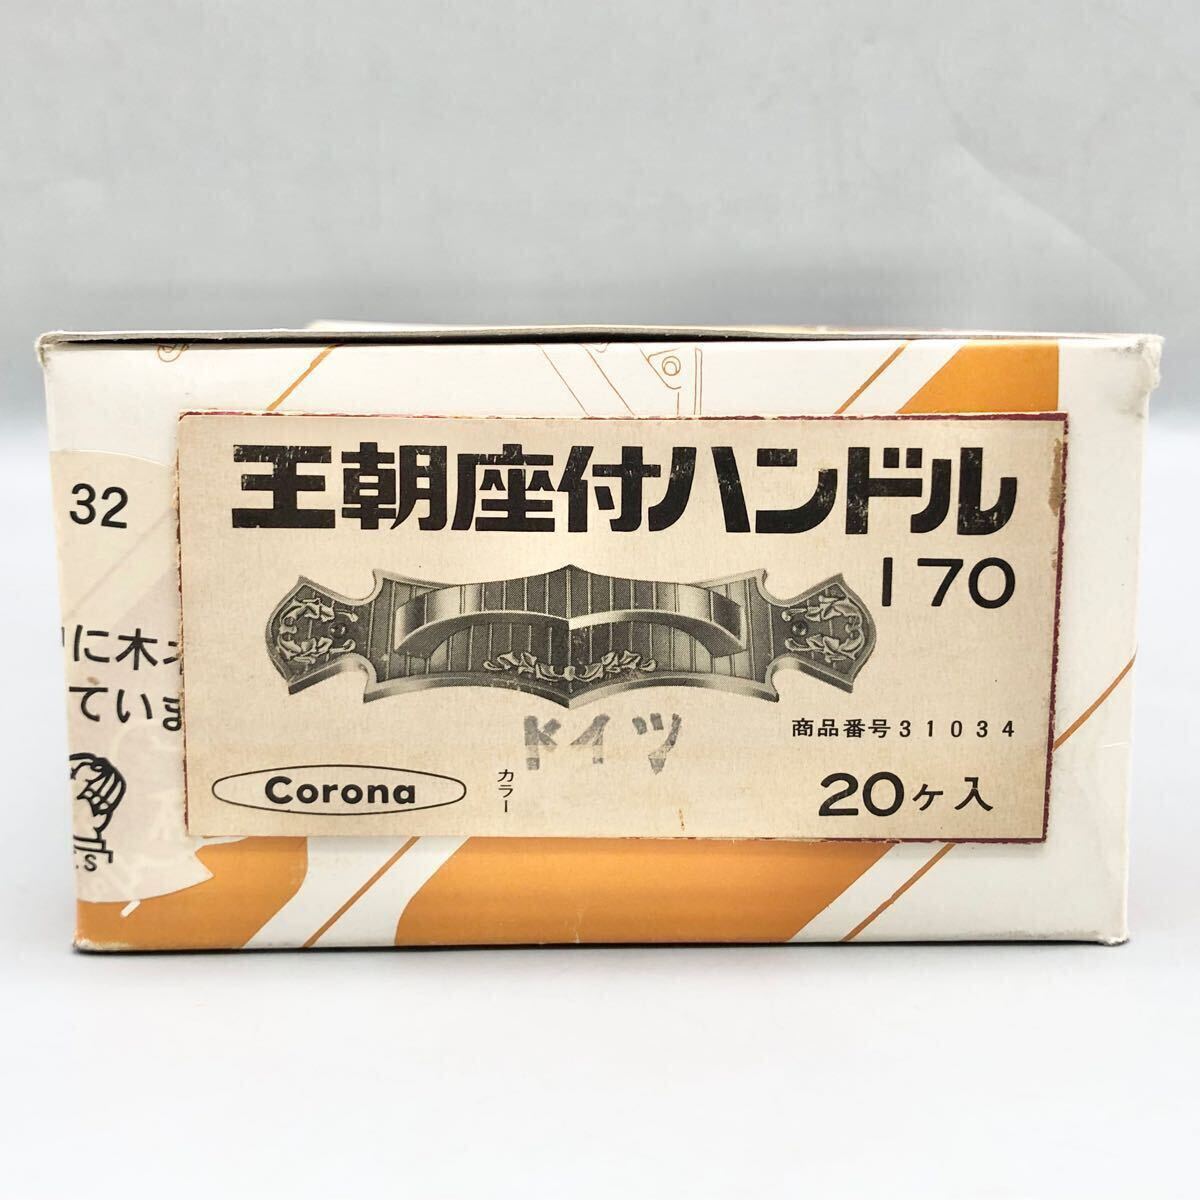 王朝座付ハンドル
170
ドイツ
商品番号31034
Corona
カラー
20ヶ入
32
に木ネ
ていま
.S